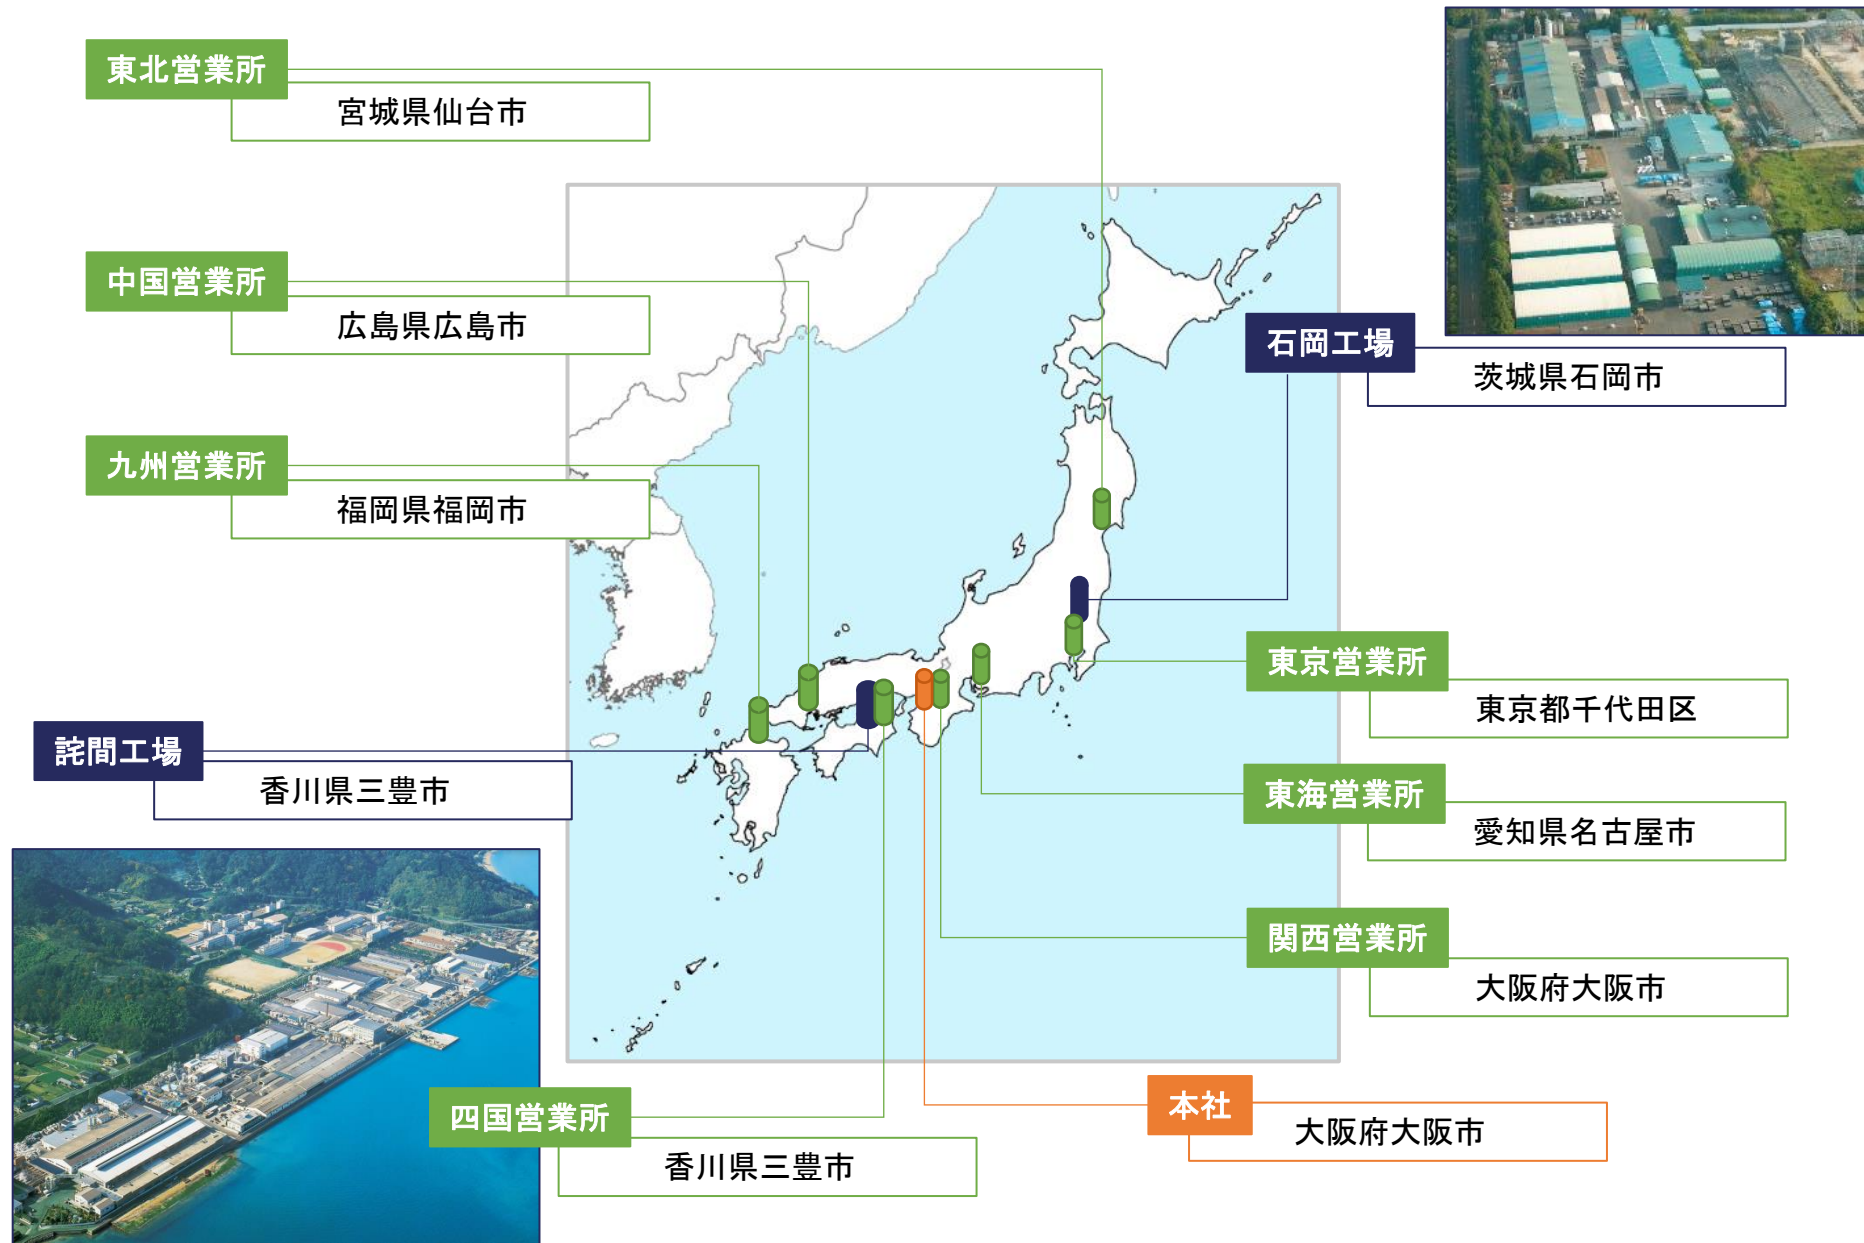 東北営業所
宮城県仙台市
中国営業所
広島県広島市
石岡工場
茨城県石岡市
九州営業所
福岡県福岡市
東京営業所
東京都千代田区
詫間工場
香川県三豊市
東海営業所
愛知県名古屋市
関西営業所
大阪府大阪市
四国営業所
香川県三豊市
本社
大阪府大阪市